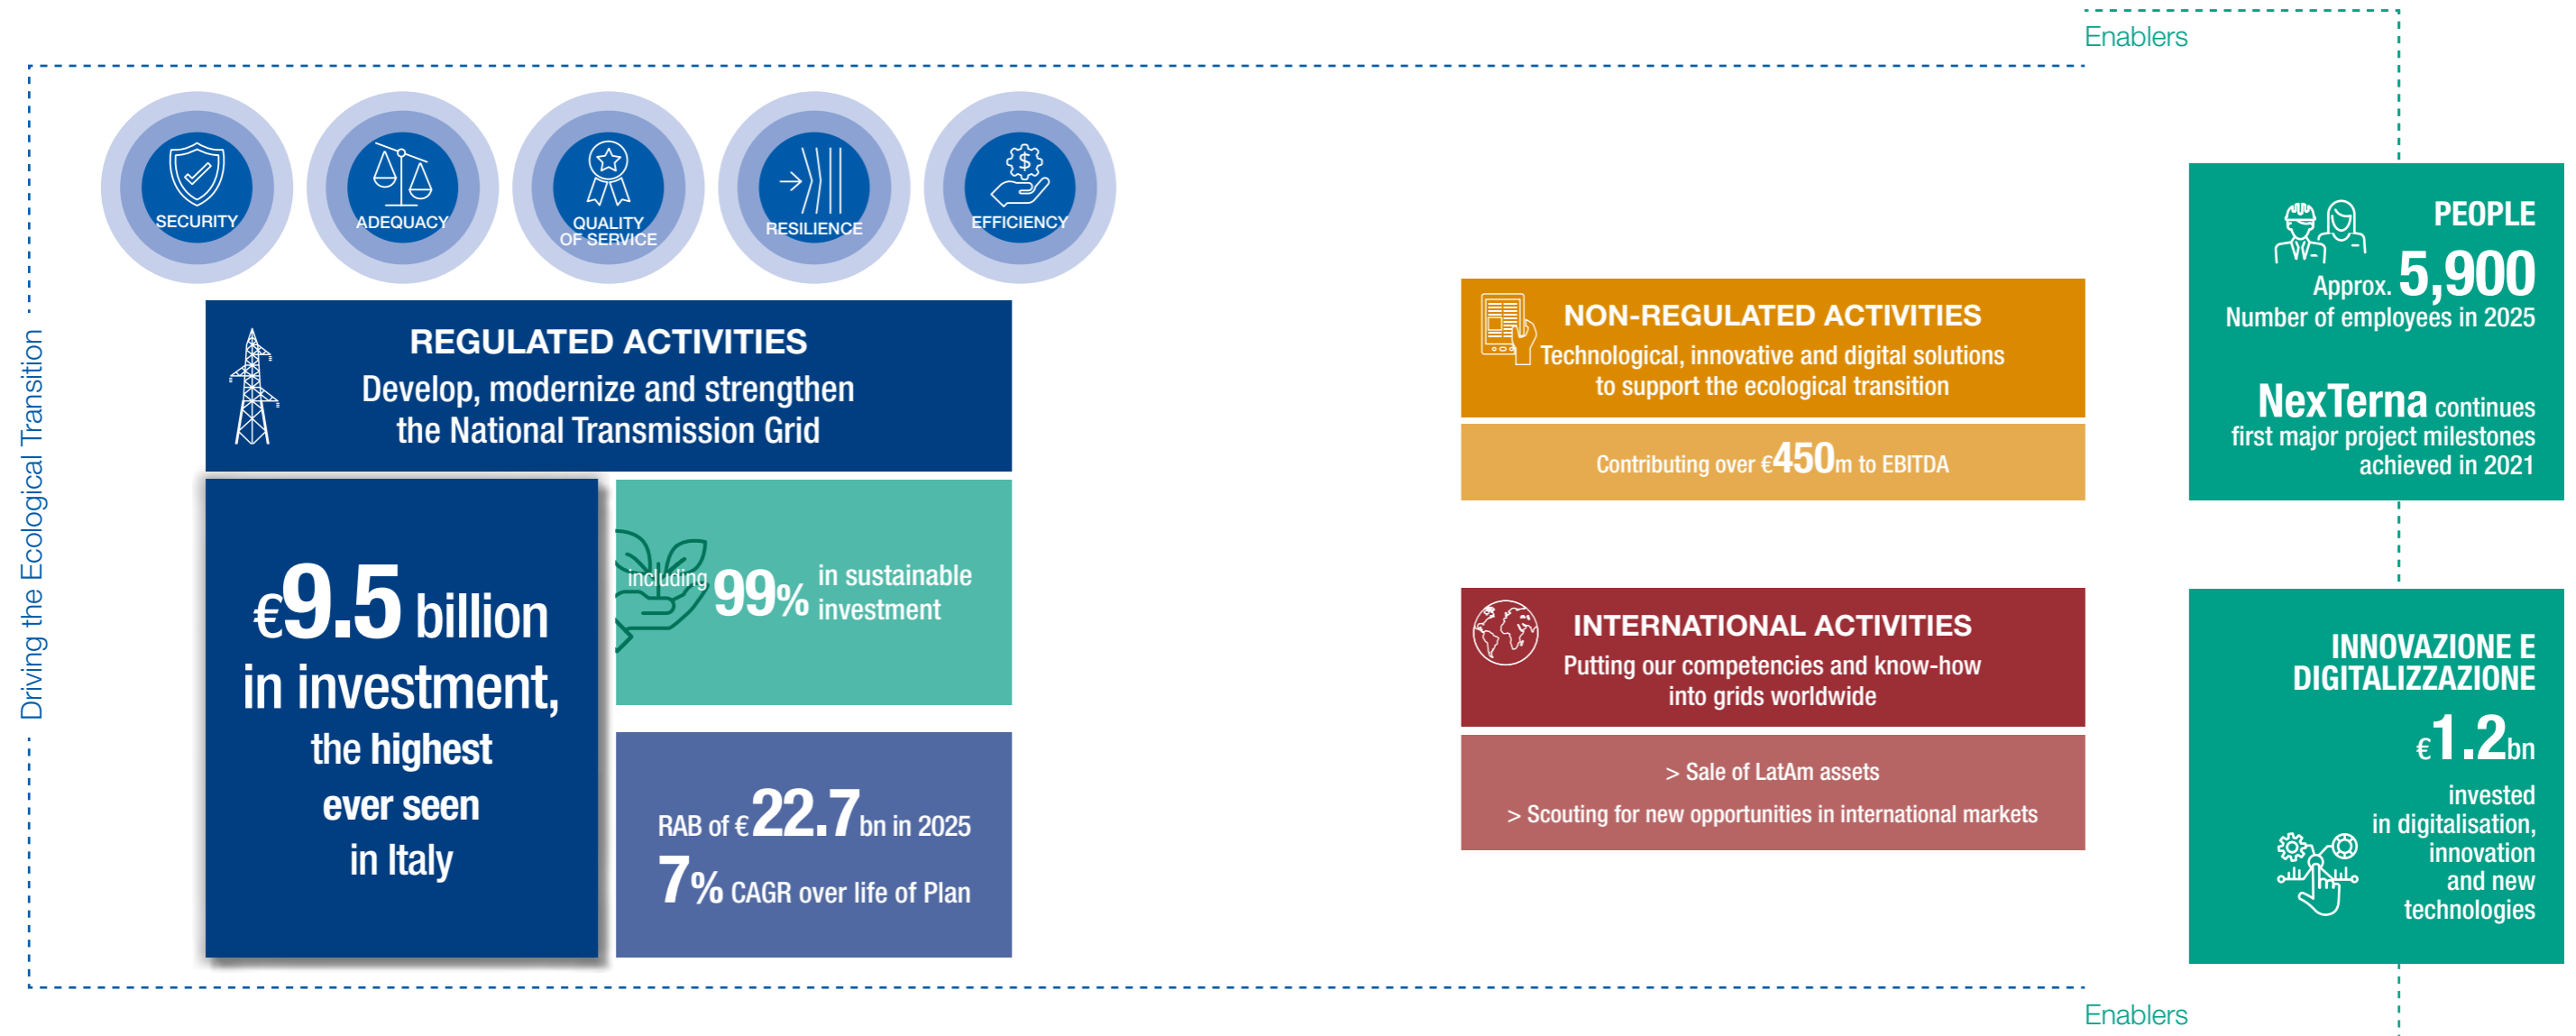 Driving the Ecological Transition
SECURITY
ADEQUACY
QUALITY
OF SERVICE
RESILIENCE
EFFICIENCY
REGULATED ACTIVITIES
Develop, modernize and strengthen
the National Transmission Grid
€9.5 billion
in investment,
the highest
ever seen
in Italy
including 99% in sustainable
investment
RAB of €22.7bn in 2025
7% CAGR over life of Plan
NON-REGULATED ACTIVITIES
Technological, innovative and digital solutions
to support the ecological transition
Contributing over €450m to EBITDA
INTERNATIONAL ACTIVITIES
Putting our competencies and know-how
into grids worldwide
> Sale of LatAm assets
> Scouting for new opportunities in international markets
Enablers
PEOPLE
Approx. 5,900
Number of employees in 2025
NexTerna continues
first major project milestones
achieved in 2021
INNOVAZIONE E
DIGITALIZZAZIONE
€1.2bn
invested
in digitalisation,
innovation
and new
technologies
Enablers